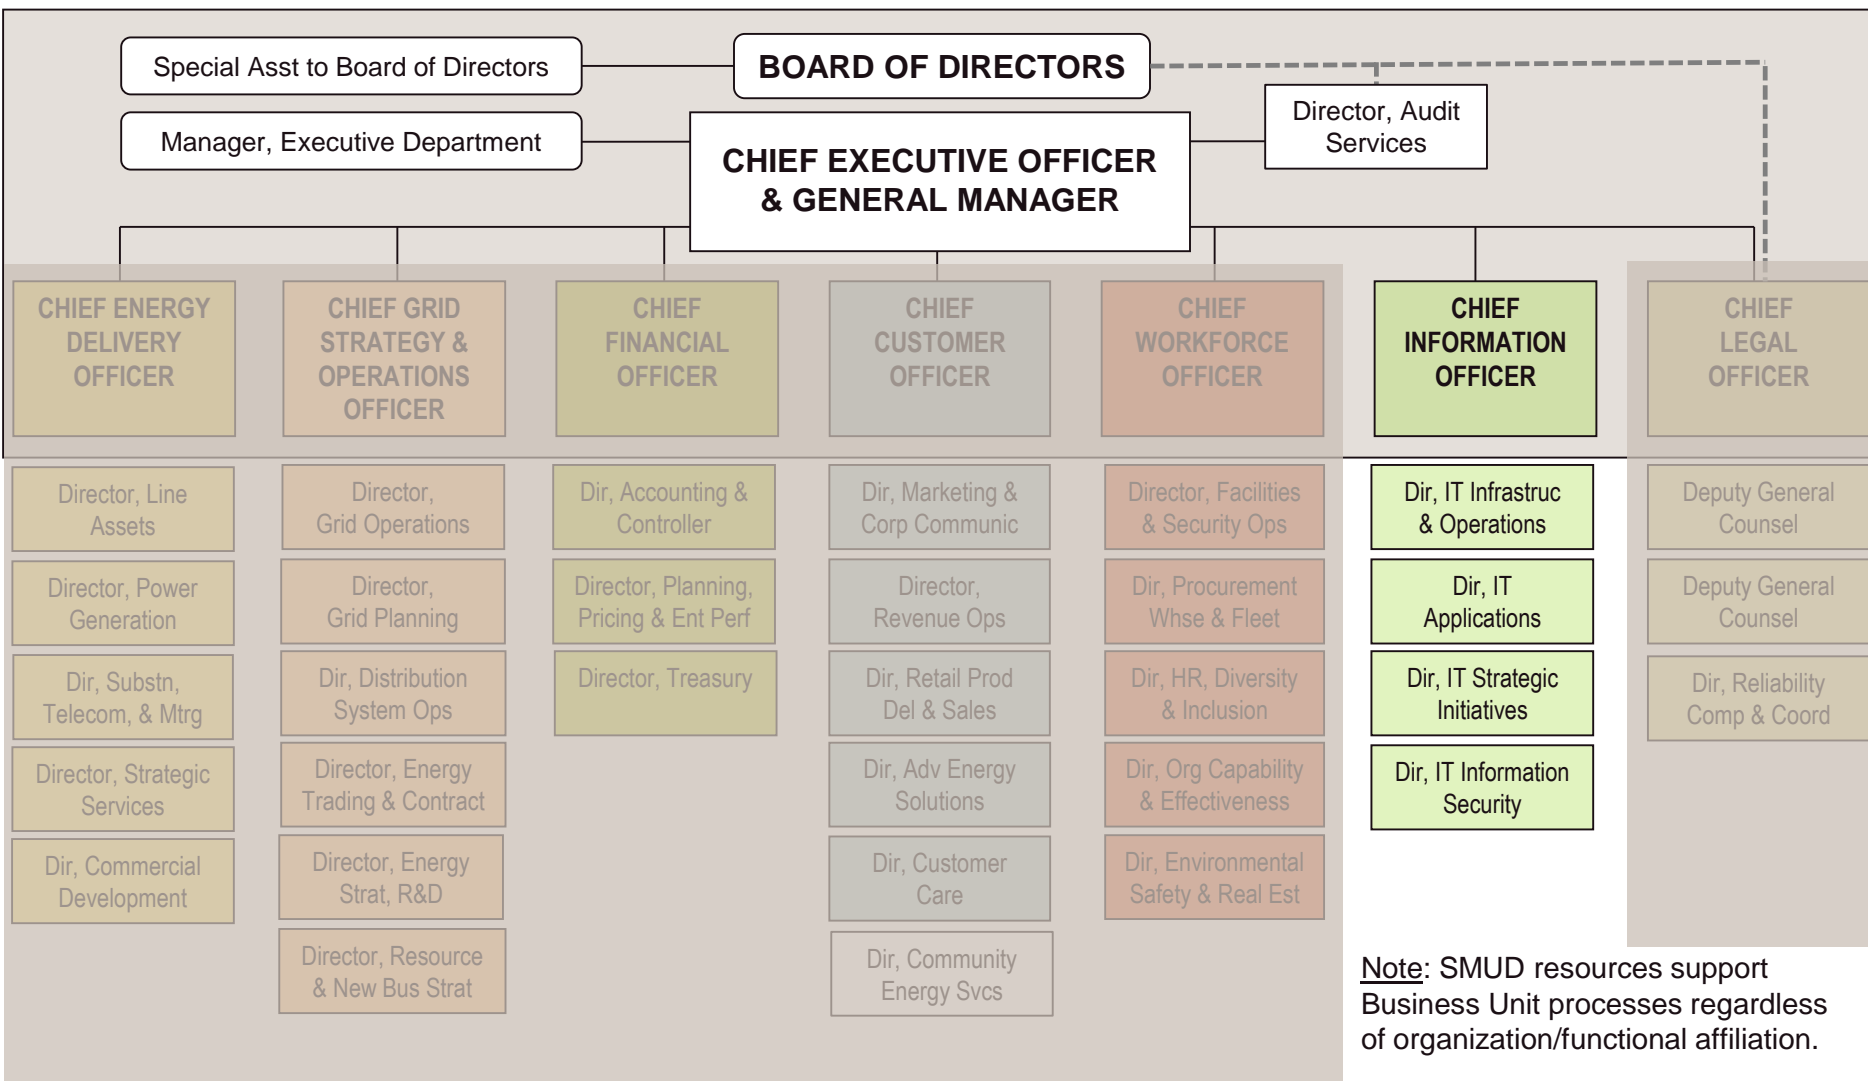 Special Asst to Board of Directors
BOARD OF DIRECTORS
Manager, Executive Department
CHIEF EXECUTIVE OFFICER
& GENERAL MANAGER
Director, Audit
Services
CHIEF ENERGY
DELIVERY
OFFICER
CHIEF GRID
STRATEGY &
OPERATIONS
OFFICER
CHIEF
FINANCIAL
OFFICER
CHIEF
CUSTOMER
OFFICER
CHIEF
WORKFORCE
OFFICER
CHIEF
INFORMATION
OFFICER
CHIEF
LEGAL
OFFICER
Director, Line
Assets
Director, Power
Generation
Dir, Substn,
Telecom, & Mtrg
Director, Strategic
Services
Dir, Commercial
Development
Director,
Grid Operations
Director,
Grid Planning
Dir, Distribution
System Ops
Director, Energy
Trading & Contract
Director, Energy
Strat, R&D
Director, Resource
& New Bus Strat
Dir, Accounting &
Controller
Director, Planning,
Pricing & Ent Perf
Director, Treasury
Dir, Marketing &
Corp Communic
Director,
Revenue Ops
Dir, Retail Prod
Del & Sales
Dir, Adv Energy
Solutions
Dir, Customer
Care
Dir, Community
Energy Svcs
Director, Facilities
& Security Ops
Dir, Procurement
Whse & Fleet
Dir, HR, Diversity
& Inclusion
Dir, Org Capability
& Effectiveness
Dir, Environmental
Safety & Real Est
Dir, IT Infrastruc
& Operations
Dir, IT
Applications
Dir, IT Strategic
Initiatives
Dir, IT Information
Security
Deputy General
Counsel
Deputy General
Counsel
Dir, Reliability
Comp & Coord
Note: SMUD resources support
Business Unit processes regardless
of organization/functional affiliation.